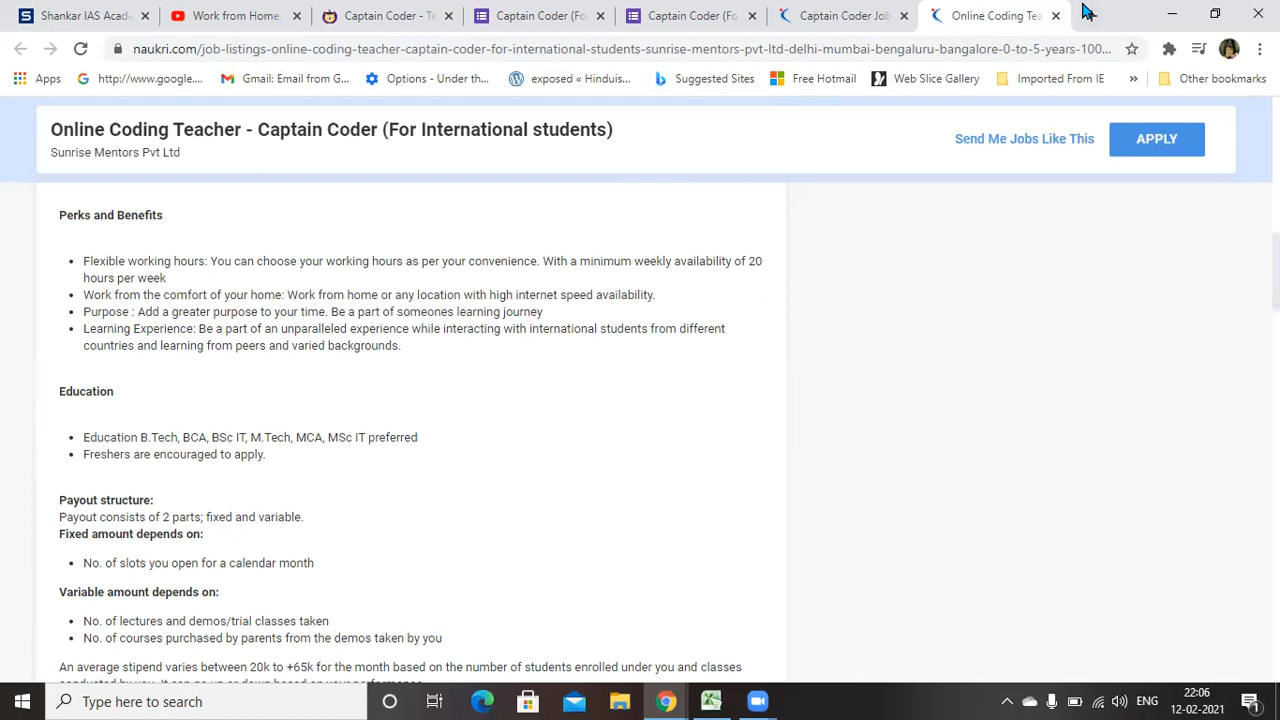 Shankar IAS Acade
Work from Home.
Captain Coder - Te
Captain Coder (Fo
Captain Coder (Fo
Captain Coder Job
Online Coding Tea
naukri.com/job-listings-online-coding-teacher-captain-coder-for-international-students-sunrise-mentors-pvt-ltd-delhi-mumbai-bengaluru-bangalore-0-to-5-years-100...
Apps
http://www.google....
Gmail: Email from G...
Options - Under th...
exposed « Hinduis...
Suggested Sites
Free Hotmail
Web Slice Gallery
Imported From IE
»
Other bookmarks
Online Coding Teacher - Captain Coder (For International students)
Sunrise Mentors Pvt Ltd
Send Me Jobs Like This
APPLY
Perks and Benefits
• Flexible working hours: You can choose your working hours as per your convenience. With a minimum weekly availability of 20
hours per week
• Work from the comfort of your home: Work from home or any location with high internet speed availability.
• Purpose : Add a greater purpose to your time. Be a part of someones learning journey
• Learning Experience: Be a part of an unparalleled experience while interacting with international students from different
countries and learning from peers and varied backgrounds.
Education
• Education B.Tech, BCA, BSc IT, M.Tech, MCA, MSc IT preferred
• Freshers are encouraged to apply.
Payout structure:
Payout consists of 2 parts; fixed and variable.
Fixed amount depends on:
• No. of slots you open for a calendar month
Variable amount depends on:
• No. of lectures and demos/trial classes taken
• No. of courses purchased by parents from the demos taken by you
An average stipend varies between 20k to +65k for the month based on the number of students enrolled under you and classes
Type here to search
ENG
22:06
12-02-2021
1